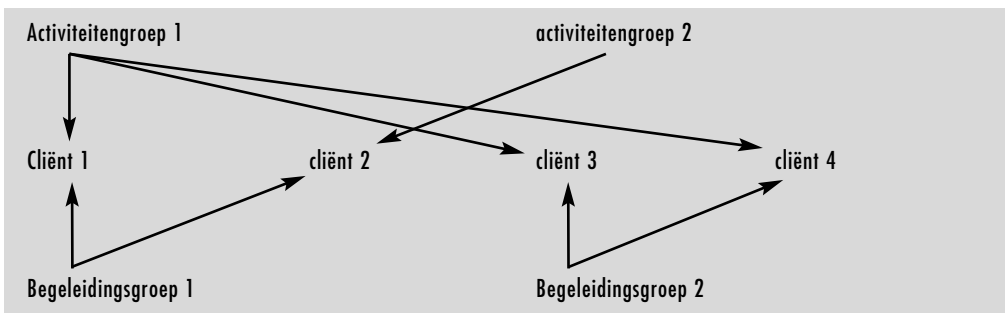 Activiteitengroep 1 activiteitengroep 2
Cliënt 1 cliënt 2 cliënt 3 cliënt 4
Begeleidingsgroep 1 Begeleidingsgroep 2